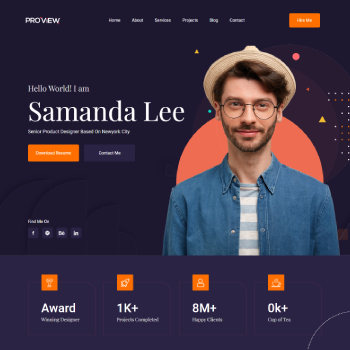 PROVIEW
Home About Services Projects Blog Contact
Hire Me
Hello World! I am
Samanda Lee
Senior Product Designer Based On Newyork City
Download Resume Contact Me
Find Me On
Award 1K+ 8M+ 0k+
Winning Designer Projects Completed Happy Clients Cup of Tea